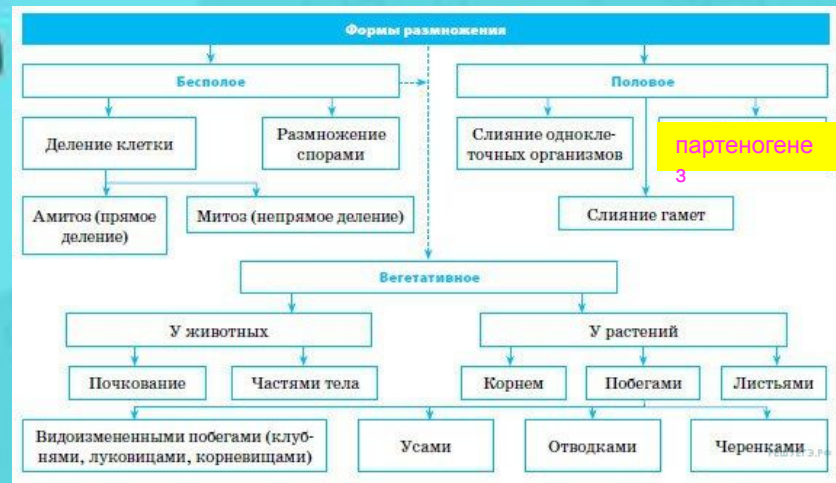 Формы размножения
Бесполое
Половое
Деление клетки
Размножение
спорами
Слияние однокле-
точных организмов
партеногене
з
Амитоз (прямое
деление)
Митоз (непрямое деление)
Слияние гамет
Вегетативное
У животных
У растений
Почкование
Частями тела
Корнем
Побегами
Листьями
Видоизмененными побегами (клуб-
нями, луковицами, корневищами)
Усами
Отводками
Черенками
РЕШУЕГЭ.РФ